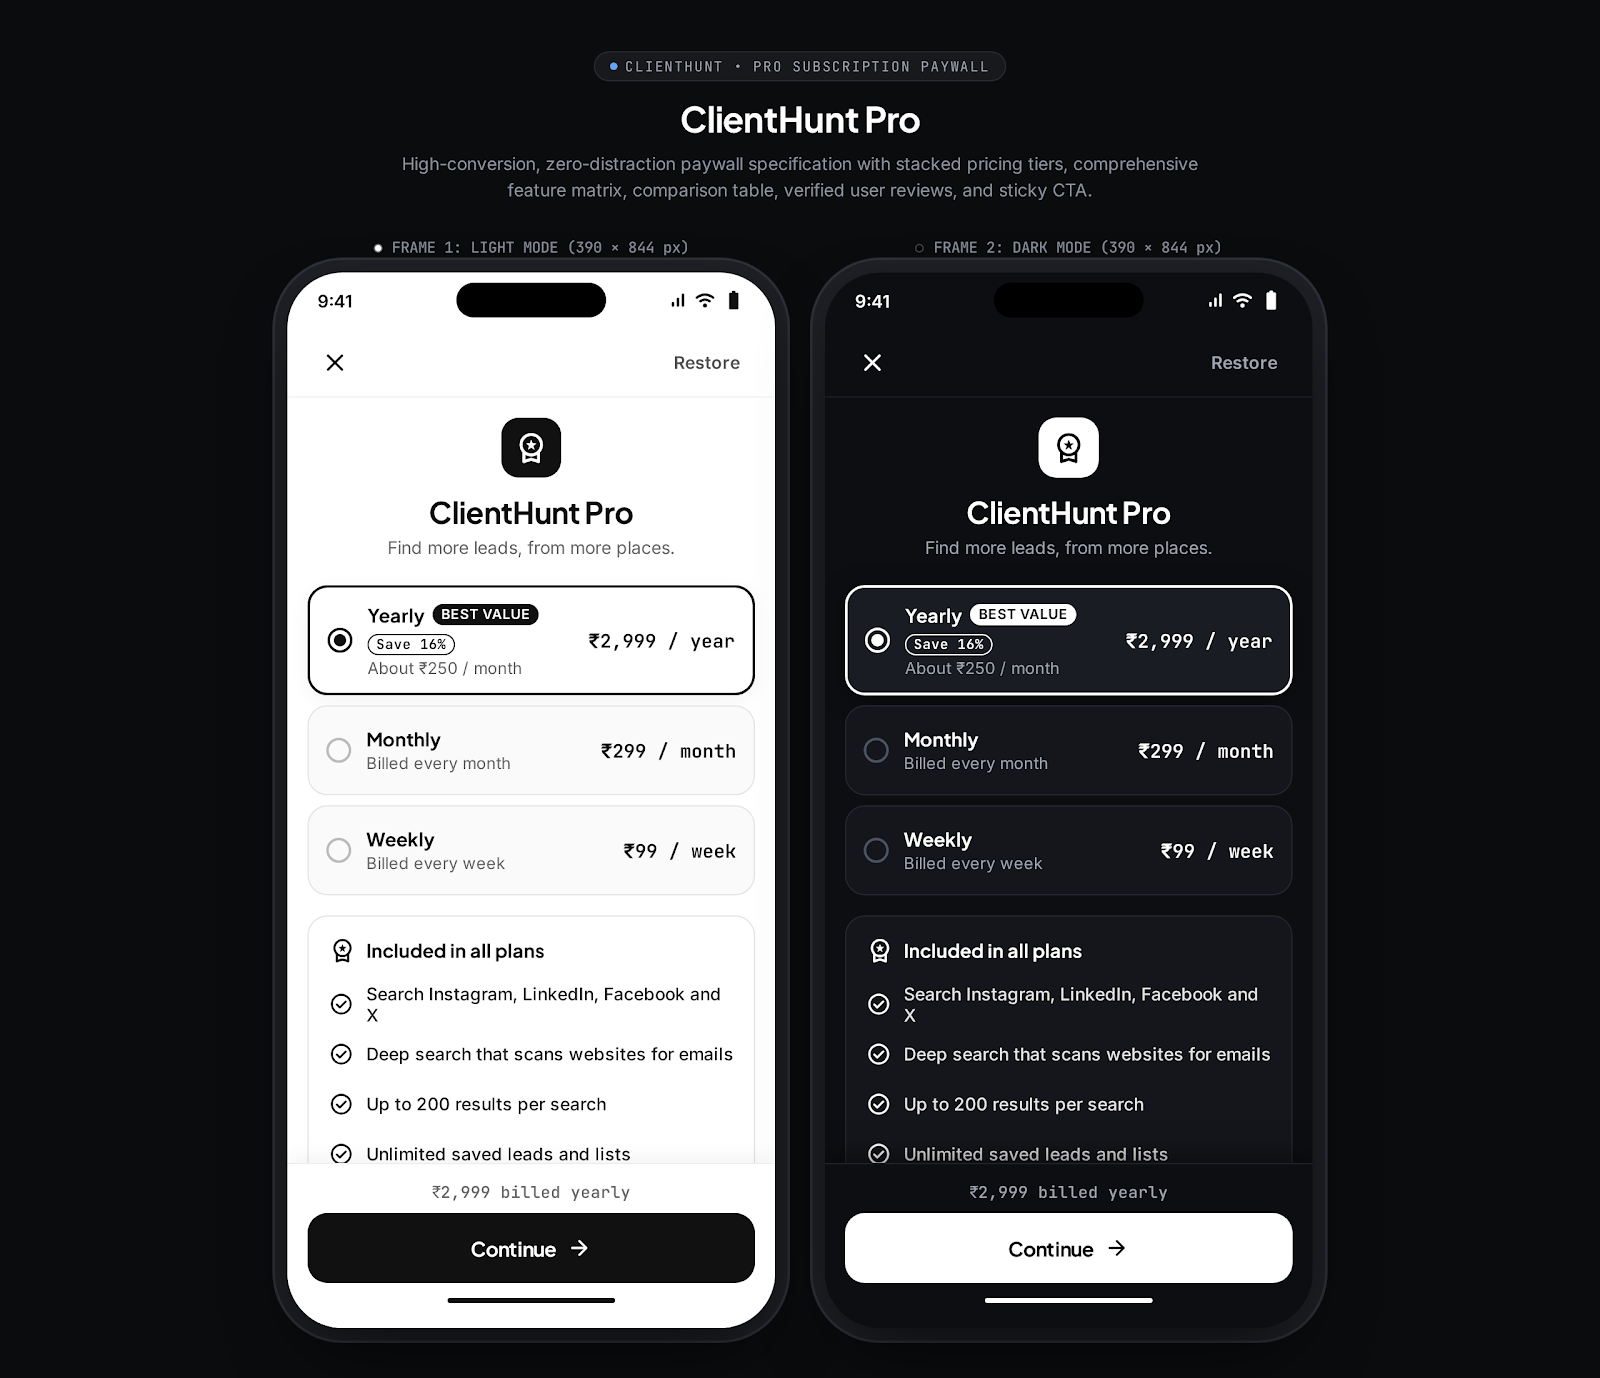 CLIENTHUNT • PRO SUBSCRIPTION PAYWALL
ClientHunt Pro
High-conversion, zero-distraction paywall specification with stacked pricing tiers, comprehensive
feature matrix, comparison table, verified user reviews, and sticky CTA.
FRAME 1: LIGHT MODE (390 × 844 px)
9:41
Restore
ClientHunt Pro
Find more leads, from more places.
Yearly BEST VALUE
Save 16%
₹2,999 / year
About ₹250 / month
Monthly
Billed every month
₹299 / month
Weekly
Billed every week
₹99 / week
Included in all plans
Search Instagram, LinkedIn, Facebook and
X
Deep search that scans websites for emails
Up to 200 results per search
Unlimited saved leads and lists
₹2,999 billed yearly
Continue
FRAME 2: DARK MODE (390 × 844 px)
9:41
Restore
ClientHunt Pro
Find more leads, from more places.
Yearly BEST VALUE
Save 16%
₹2,999 / year
About ₹250 / month
Monthly
Billed every month
₹299 / month
Weekly
Billed every week
₹99 / week
Included in all plans
Search Instagram, LinkedIn, Facebook and
X
Deep search that scans websites for emails
Up to 200 results per search
Unlimited saved leads and lists
₹2,999 billed yearly
Continue